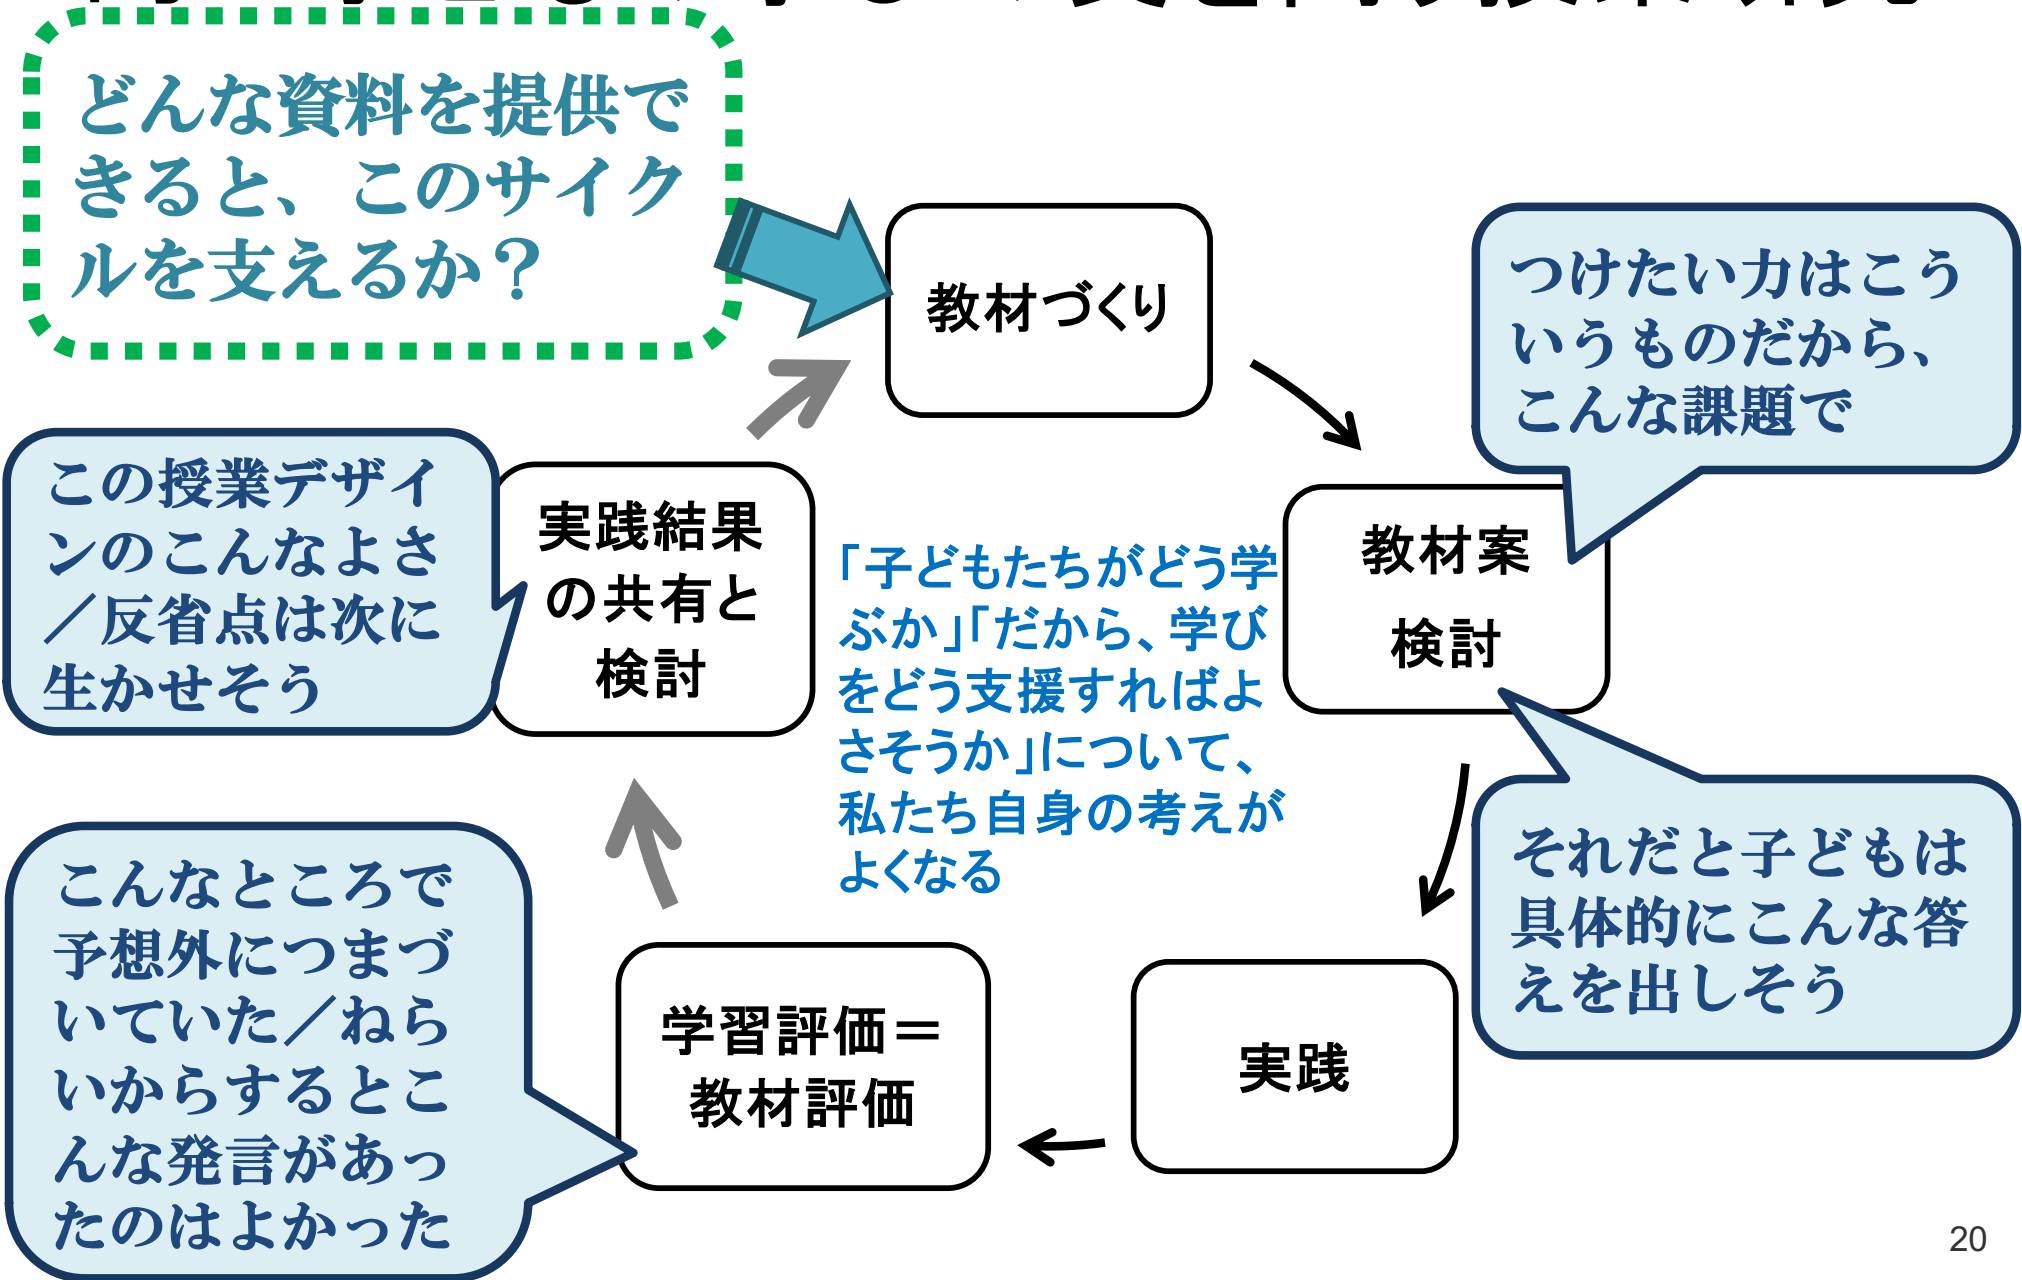 どんな資料を提供で
きると、このサイク
ルを支えるか？
教材づくり
つけたい力はこう
いうものだから、
こんな課題で
教材案
検討
それだと子どもは
具体的にこんな答
えを出しそう
実践
学習評価＝
教材評価
こんなところで
予想外につまづ
いていた／ねら
いからするとこ
んな発言があっ
たのはよかった
実践結果
の共有と
検討
この授業デザイ
ンのこんなよさ
／反省点は次に
生かせそう
「子どもたちがどう学
ぶか」「だから、学び
をどう支援すればよ
さそうか」について、
私たち自身の考えが
よくなる
20